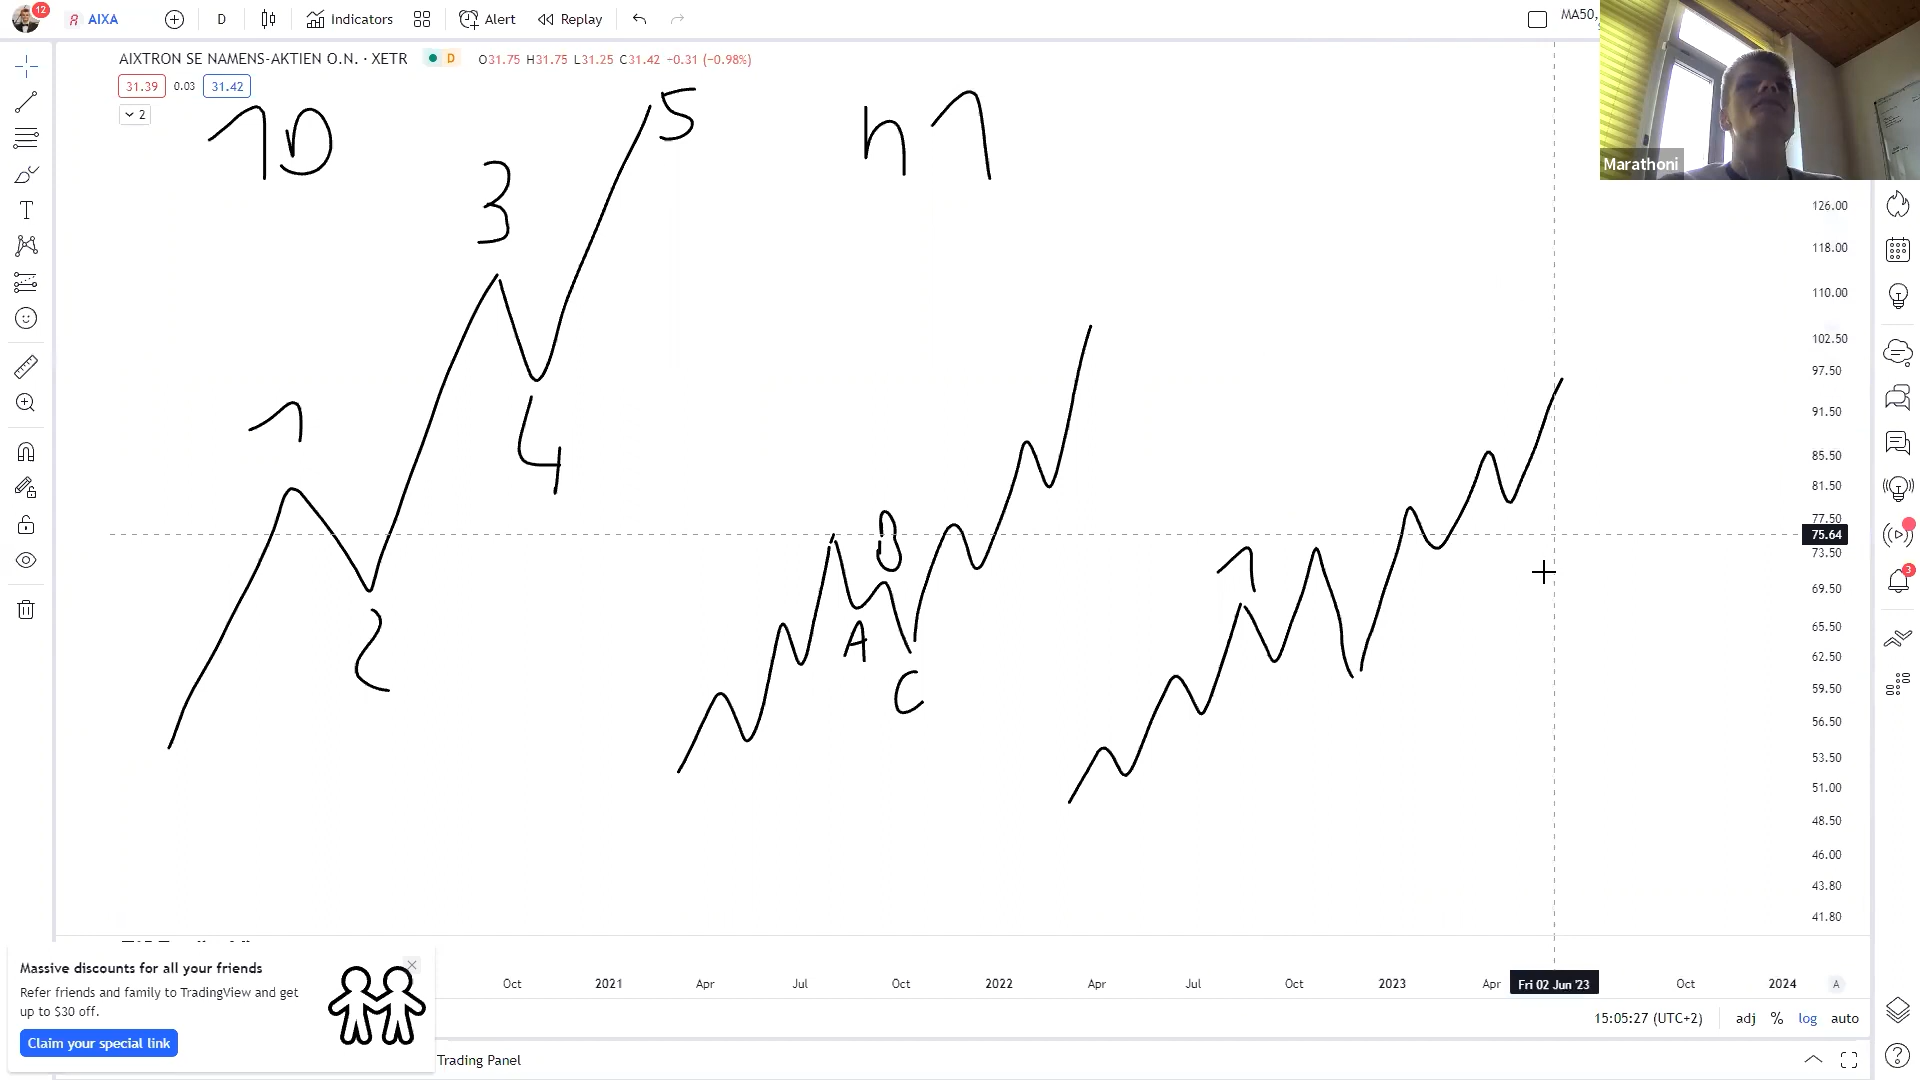 12
AIXA
D
Indicators
Alert
Replay
MA50,
AIXTRON SE NAMENS-AKTIEN O.N. · XETR
D
O31.75 H31.75 L31.25 C31.42 −0.31 (−0.98%)
31.39 0.03 31.42
2
1D
h1
5
3
1
4
2
B
A
C
1
Marathoni
126.00
118.00
110.00
102.50
97.50
91.50
85.50
81.50
77.50
75.64
73.50
69.50
65.50
62.50
59.50
56.50
53.50
51.00
48.50
46.00
43.80
41.80
3
Massive discounts for all your friends
Refer friends and family to TradingView and get
up to $30 off.
Claim your special link
Oct 2021 Apr Jul Oct 2022 Apr Jul Oct 2023 Apr Fri 02 Jun '23 Oct 2024 A
15:05:27 (UTC+2) adj % log auto
Trading Panel